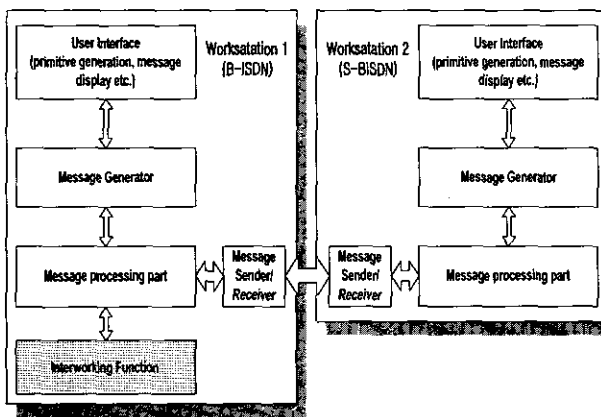 User Interface
(primitive generation, message
display etc.)
Worksatation 1
(B-ISDN)
Message Generator
Message processing part
Message
Sender/
Receiver
Interworking Function
Worksatation 2
(S-BISDN)
User Interface
(primitive generation, message
display etc.)
Message Generator
Message
Sender/
Receiver
Message processing part